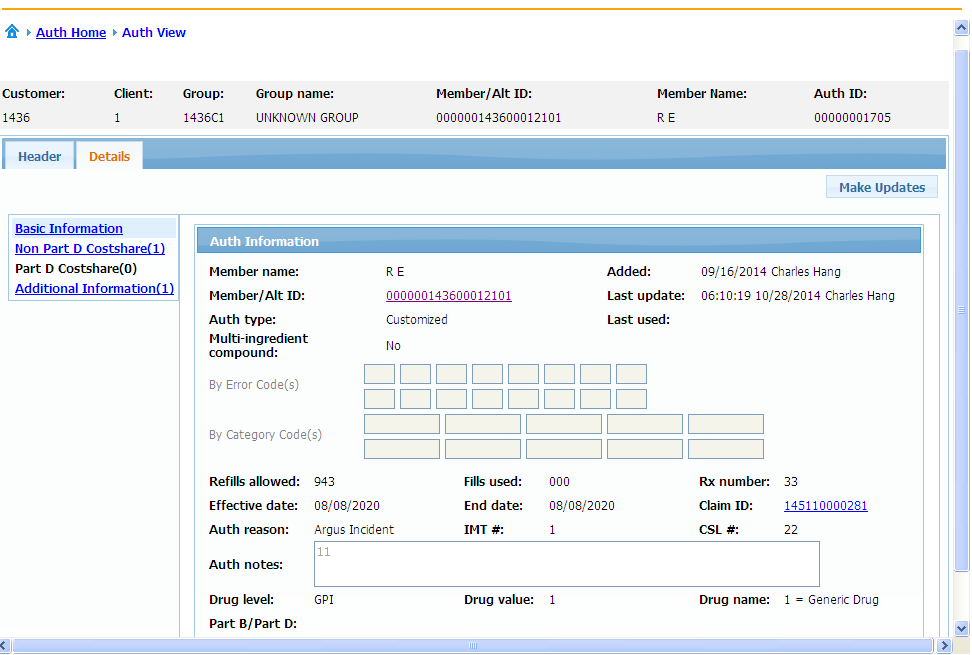 Auth Home Auth View
Customer: Client: Group: Group name: Member/Alt ID: Member Name: Auth ID:
1436 1 1436C1 UNKNOWN GROUP 000000143600012101 R E 00000001705
Header Details
Make Updates
Basic Information
Non Part D Costshare(1)
Part D Costshare(0)
Additional Information(1)
Auth Information
Member name: R E Added: 09/16/2014 Charles Hang
Member/Alt ID: 000000143600012101 Last update: 06:10:19 10/28/2014 Charles Hang
Auth type: Customized Last used:
Multi-ingredient
compound: No
By Error Code(s)
By Category Code(s)
Refills allowed: 943 Fills used: 000 Rx number: 33
Effective date: 08/08/2020 End date: 08/08/2020 Claim ID: 145110000281
Auth reason: Argus Incident IMT #: 1 CSL #: 22
Auth notes: 11
Drug level: GPI Drug value: 1 Drug name: 1 = Generic Drug
Part B/Part D: